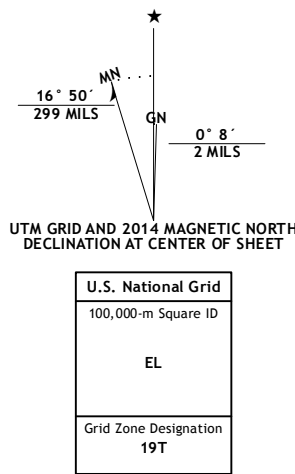 MN
16° 50´
299 MILS
GN
0° 8´
2 MILS
UTM GRID AND 2014 MAGNETIC NORTH
DECLINATION AT CENTER OF SHEET
U.S. National Grid
100,000-m Square ID
EL
Grid Zone Designation
19T